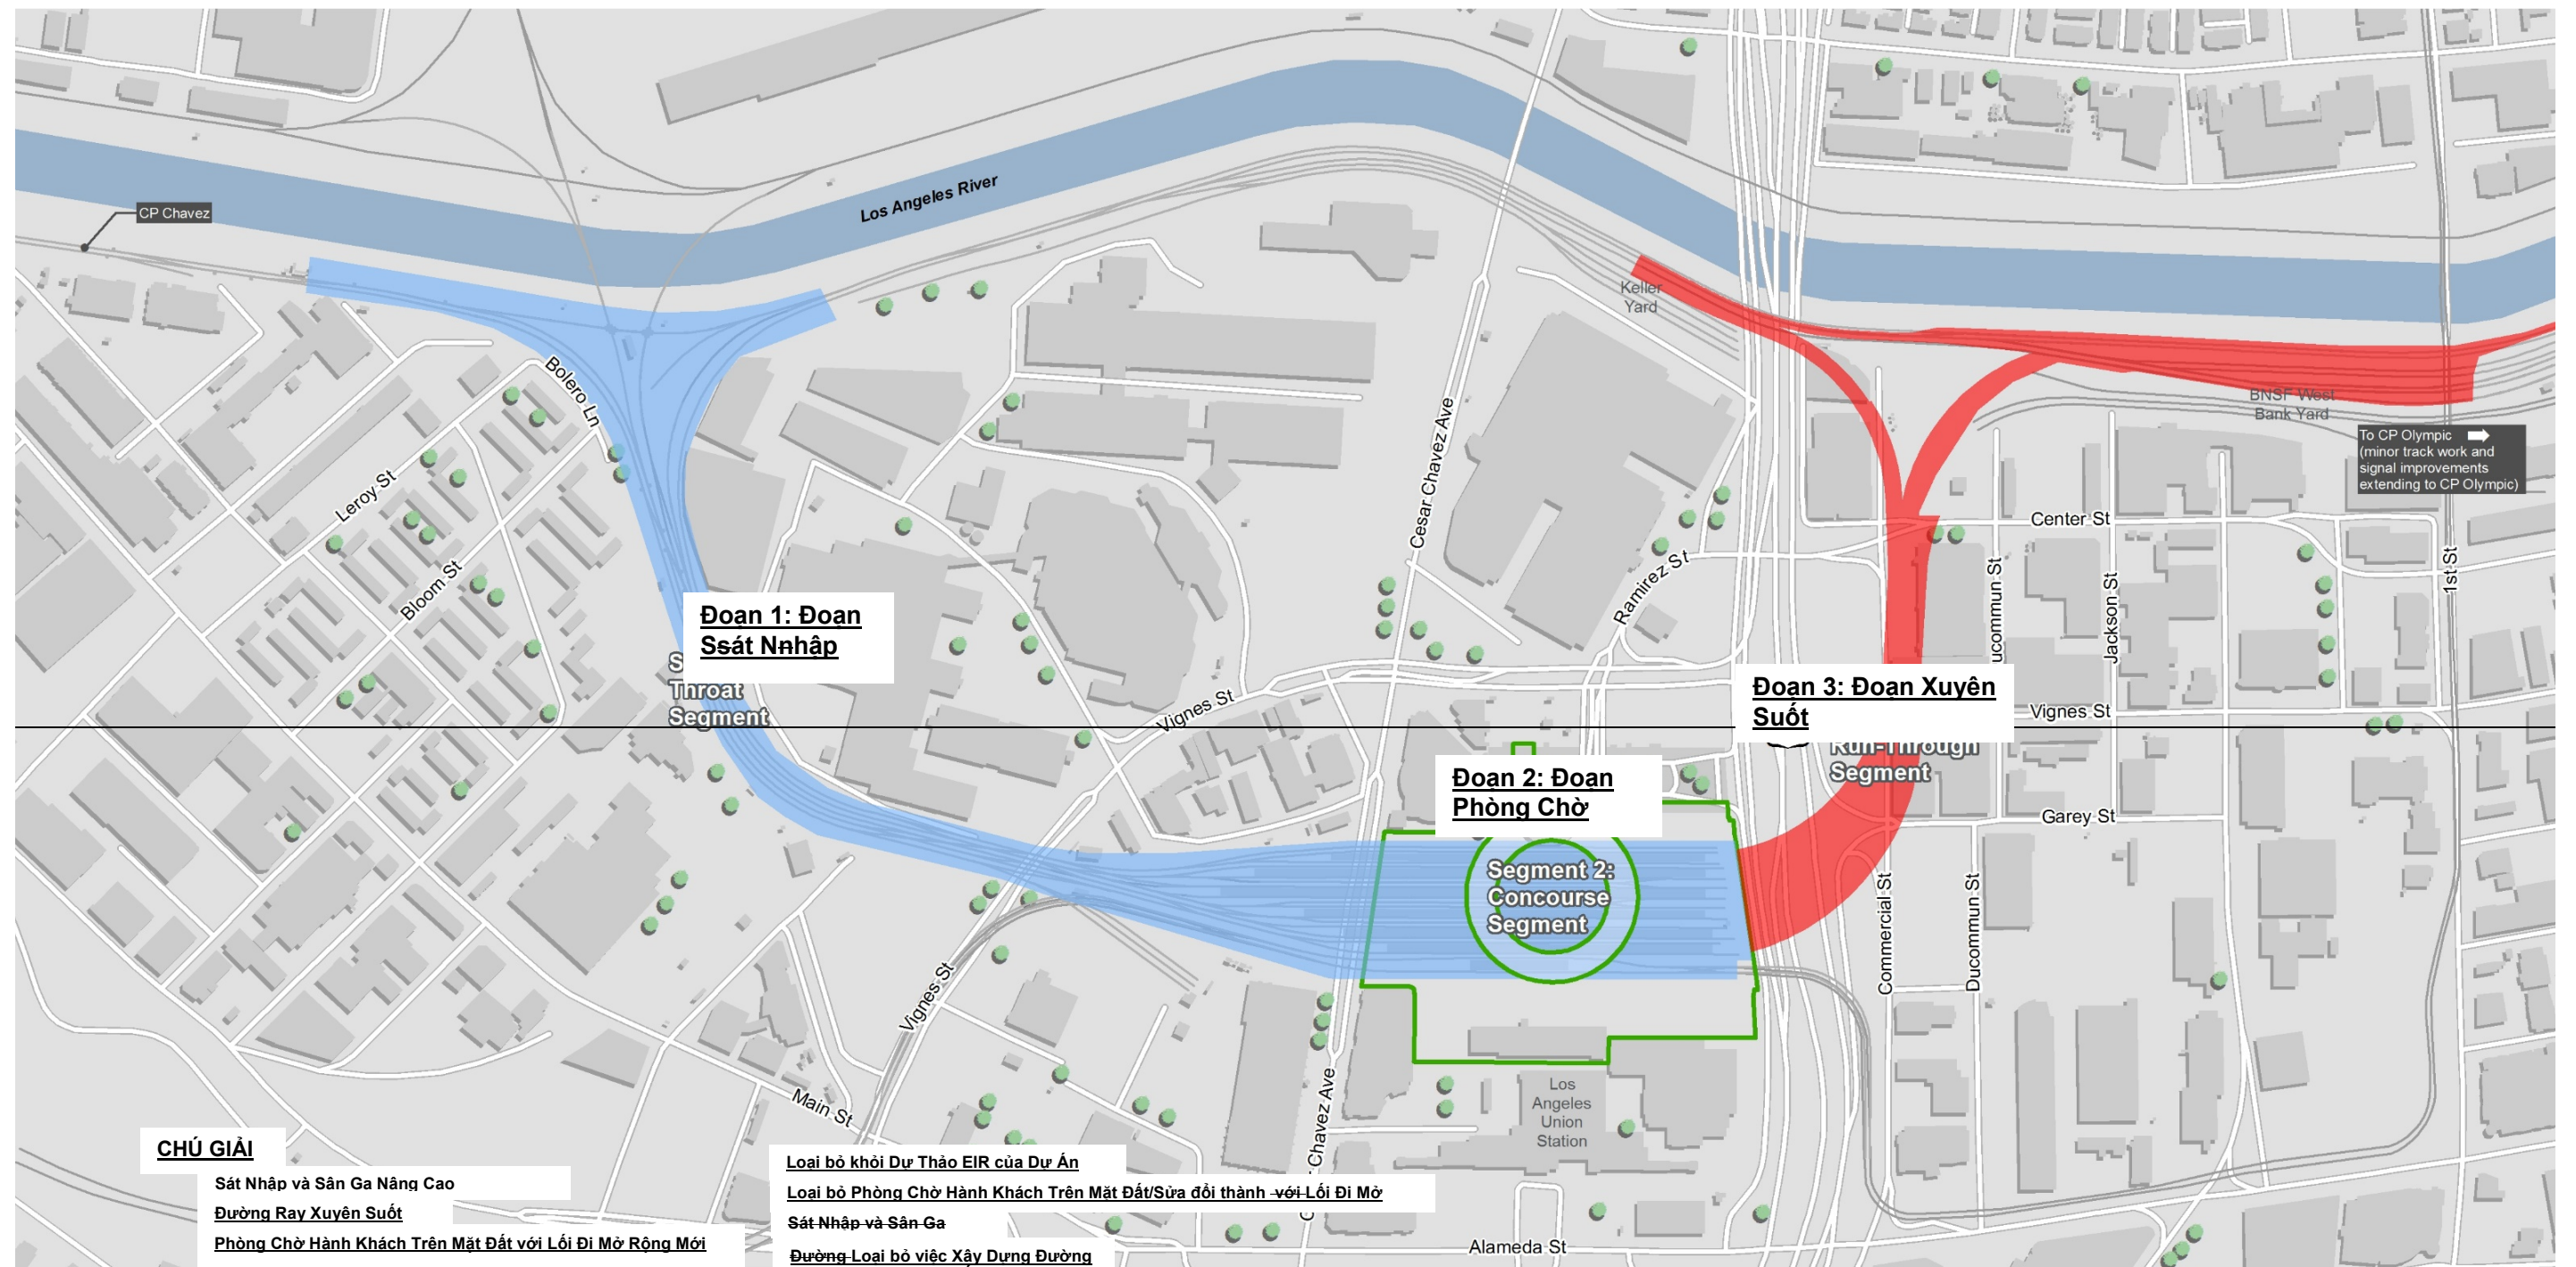 Los Angeles River
CP Chavez
Keller
Yard
Bolero Ln
BNSF West
Bank Yard
To CP Olympic
(minor track work and
signal improvements
extending to CP Olympic)
Leroy St
Cesar Chavez Ave
Center St
Bloom St
Ramirez St
Jackson St
1st St
Đoạn 1: Đoạn
Ssát Nnhập
Throat
Segment
Vignes St
Đoạn 3: Đoạn Xuyên
Suốt
Vignes St
Run-Through
Segment
Đoạn 2: Đoạn
Phòng Chờ
Garey St
Segment 2:
Concourse
Segment
Commercial St
Ducommun St
Vignes St
Main St
Chavez Ave
Los
Angeles
Union
Station
CHÚ GIẢI
Sát Nhập và Sân Ga Nâng Cao
Đường Ray Xuyên Suốt
Phòng Chờ Hành Khách Trên Mặt Đất với Lối Đi Mở Rộng Mới
Loại bỏ khỏi Dự Thảo EIR của Dự Án
Loại bỏ Phòng Chờ Hành Khách Trên Mặt Đất/Sửa đổi thành với Lối Đi Mở
Sát Nhập và Sân Ga
Đường Loại bỏ việc Xây Dựng Đường
Alameda St